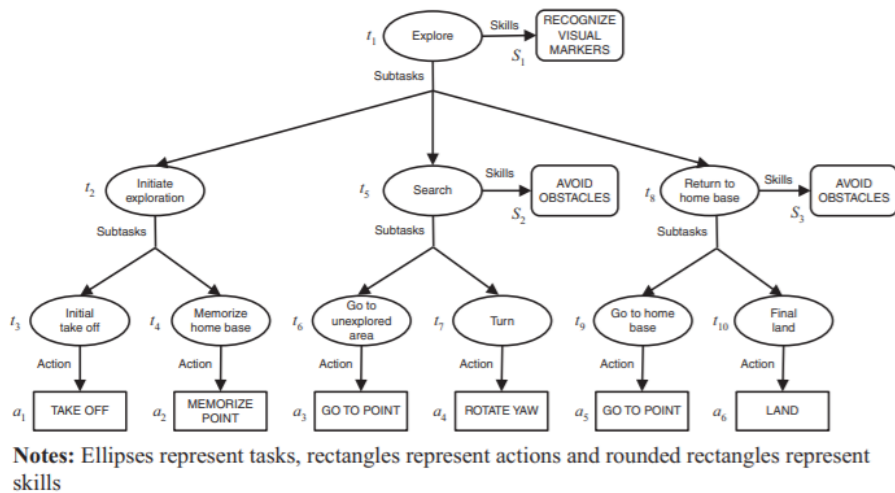 t1 Explore Skills RECOGNIZE
VISUAL
MARKERS
S1
Subtasks
t2 Initiate
exploration
t5 Search Skills AVOID
OBSTACLES
S2
t8 Return to
home base
Skills AVOID
OBSTACLES
S3
Subtasks Subtasks Subtasks
t3 Initial
take off
t4 Memorize
home base
t6 Go to
unexplored
area
t7 Turn
t9 Go to home
base
t10 Final
land
Action Action Action Action Action Action
a1 TAKE OFF
a2 MEMORIZE
POINT
a3 GO TO POINT
a4 ROTATE YAW
a5 GO TO POINT
a6 LAND
Notes: Ellipses represent tasks, rectangles represent actions and rounded rectangles represent
skills